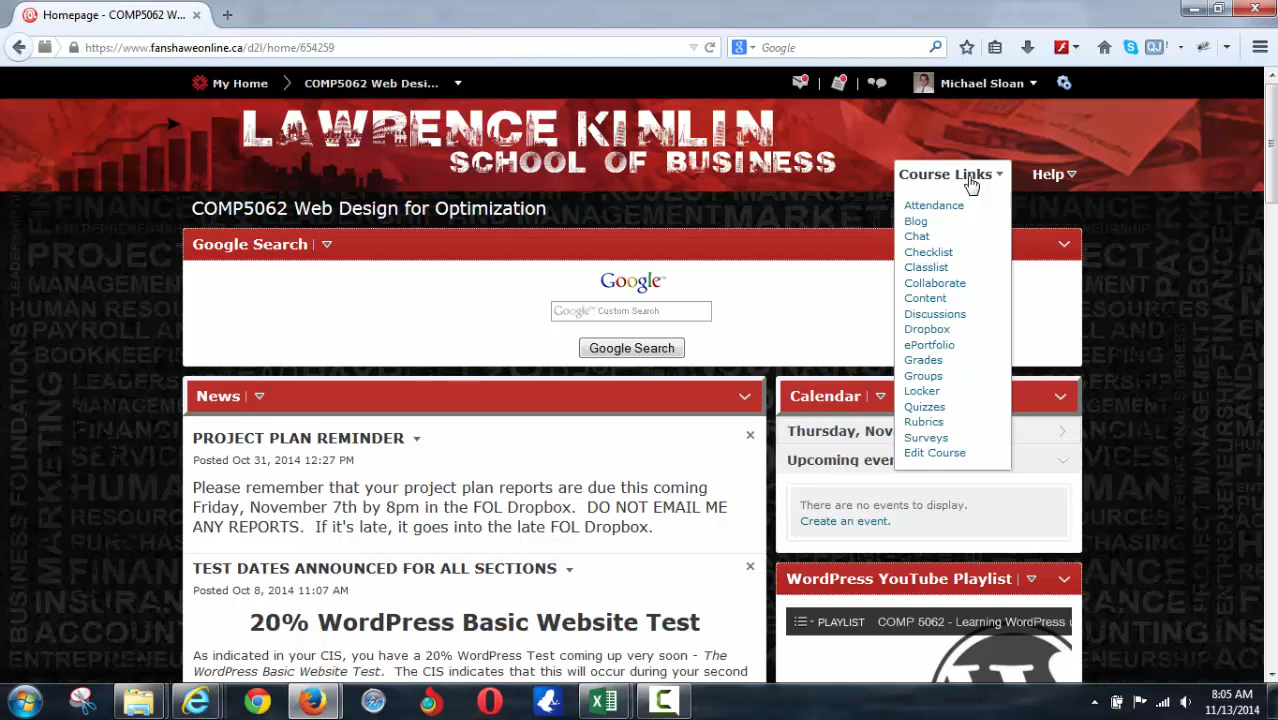 Homepage - COMP5062 W...
https://www.fanshaweonline.ca/d2l/home/654259
Google
My Home
COMP5062 Web Desi...
Michael Sloan
LAWRENCE KINLIN
SCHOOL OF BUSINESS
Course Links
Help
COMP5062 Web Design for Optimization
Attendance
Blog
Chat
Checklist
Classlist
Collaborate
Content
Discussions
Dropbox
ePortfolio
Grades
Groups
Locker
Quizzes
Rubrics
Surveys
Edit Course
Google Search
Google™
Google™ Custom Search
Google Search
News
PROJECT PLAN REMINDER
Posted Oct 31, 2014 12:27 PM
Please remember that your project plan reports are due this coming
Friday, November 7th by 8pm in the FOL Dropbox. DO NOT EMAIL ME
ANY REPORTS. If it's late, it goes into the late FOL Dropbox.
TEST DATES ANNOUNCED FOR ALL SECTIONS
Posted Oct 8, 2014 11:07 AM
20% WordPress Basic Website Test
As indicated in your CIS, you have a 20% WordPress Test coming up very soon - The
WordPress Basic Website Test. The CIS indicates that this will occur during your second
Calendar
Thursday, Nov
Upcoming eve
There are no events to display.
Create an event.
WordPress YouTube Playlist
PLAYLIST COMP 5062 - Learning WordPress u
8:05 AM
11/13/2014